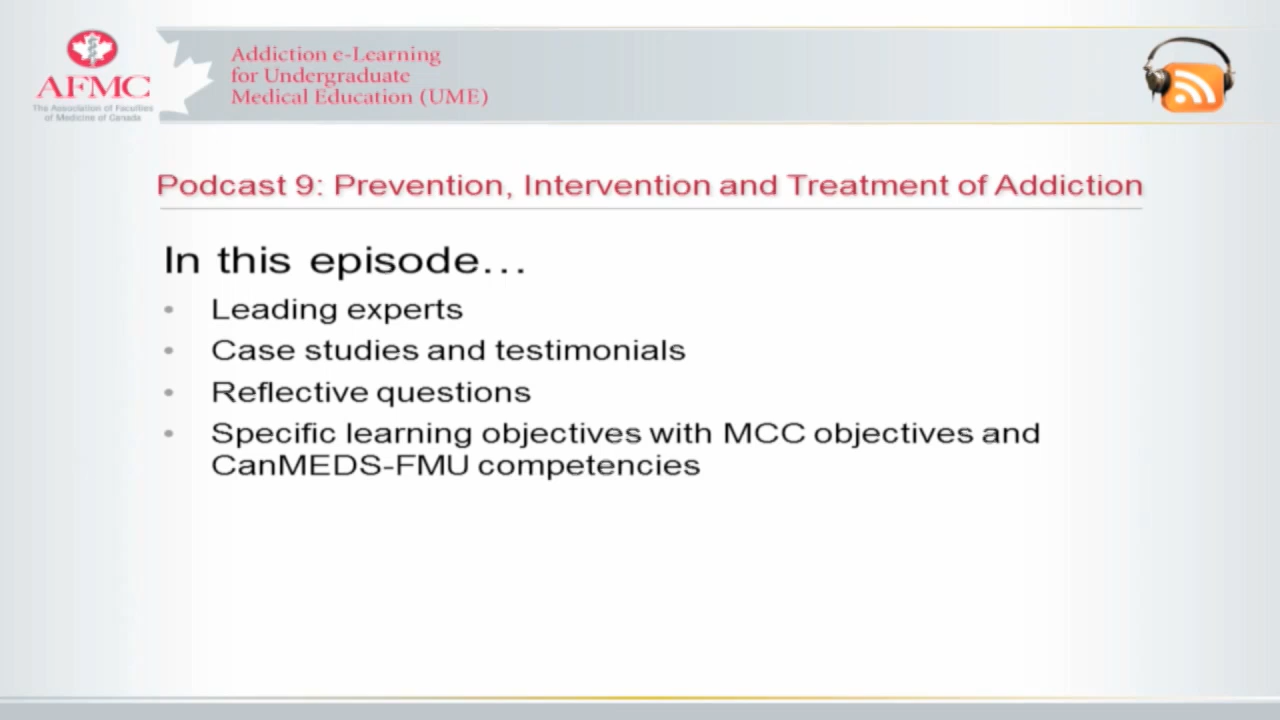 AFMC
The Association of Faculties
of Medicine of Canada
Addiction e-Learning
for Undergraduate
Medical Education (UME)
Podcast 9: Prevention, Intervention and Treatment of Addiction
In this episode...
• Leading experts
• Case studies and testimonials
• Reflective questions
• Specific learning objectives with MCC objectives and
CanMEDS-FMU competencies